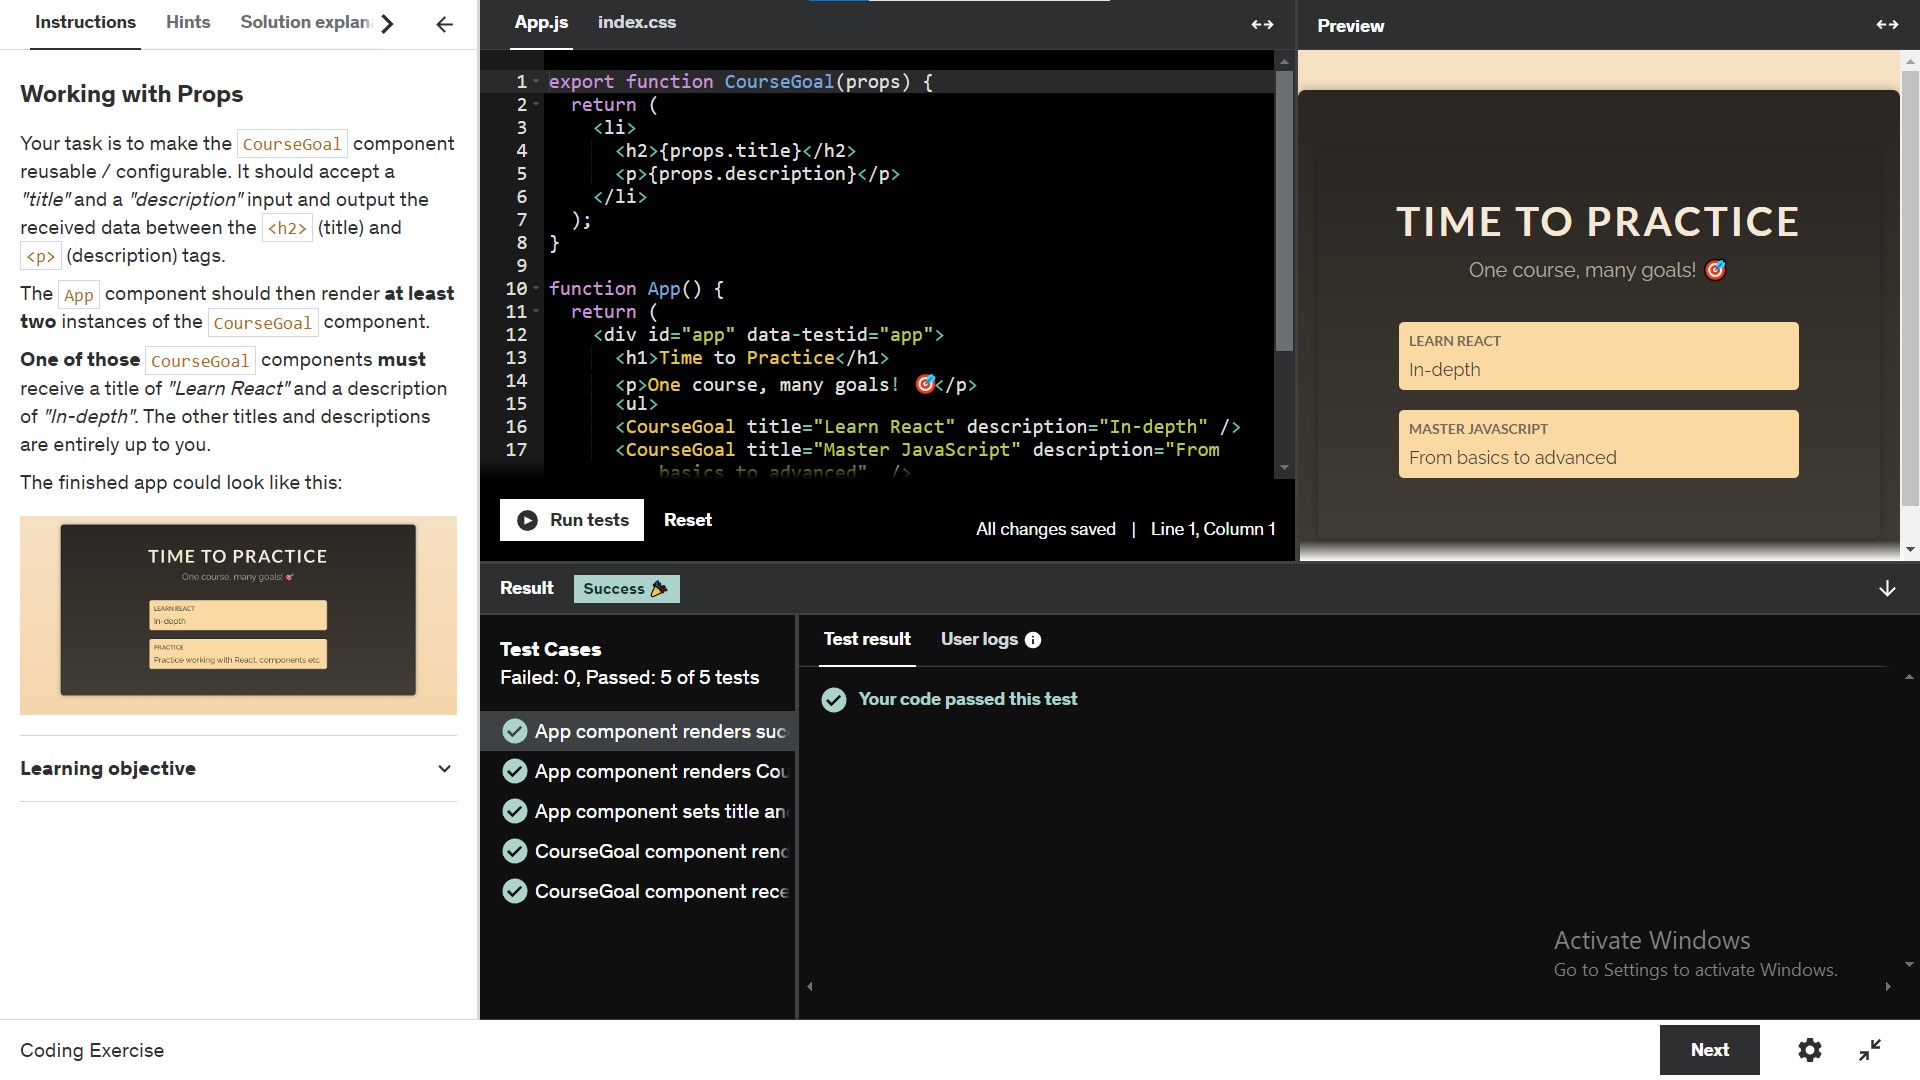 Instructions
Hints
Solution explan
Working with Props
Your task is to make the CourseGoal component
reusable / configurable. It should accept a
"title" and a "description" input and output the
received data between the <h2> (title) and
<p> (description) tags.
The App component should then render at least
two instances of the CourseGoal component.
One of those CourseGoal components must
receive a title of "Learn React" and a description
of "In-depth". The other titles and descriptions
are entirely up to you.
The finished app could look like this:
TIME TO PRACTICE
One course, many goals! 🎯
LEARN REACT
In-depth
PRACTICE
Practice working with React, components etc
Learning objective
App.js
index.css
1 export function CourseGoal(props) {
2 return (
3 <li>
4 <h2>{props.title}</h2>
5 <p>{props.description}</p>
6 </li>
7 );
8 }
9
10 function App() {
11 return (
12 <div id="app" data-testid="app">
13 <h1>Time to Practice</h1>
14 <p>One course, many goals! 🎯</p>
15 <ul>
16 <CourseGoal title="Learn React" description="In-depth" />
17 <CourseGoal title="Master JavaScript" description="From
basics to advanced" />
Run tests
Reset
All changes saved | Line 1, Column 1
Preview
TIME TO PRACTICE
One course, many goals! 🎯
LEARN REACT
In-depth
MASTER JAVASCRIPT
From basics to advanced
Result
Success 🎉
Test Cases
Failed: 0, Passed: 5 of 5 tests
App component renders suc
App component renders Cou
App component sets title an
CourseGoal component rend
CourseGoal component rece
Test result
User logs
Your code passed this test
Activate Windows
Go to Settings to activate Windows.
Coding Exercise
Next